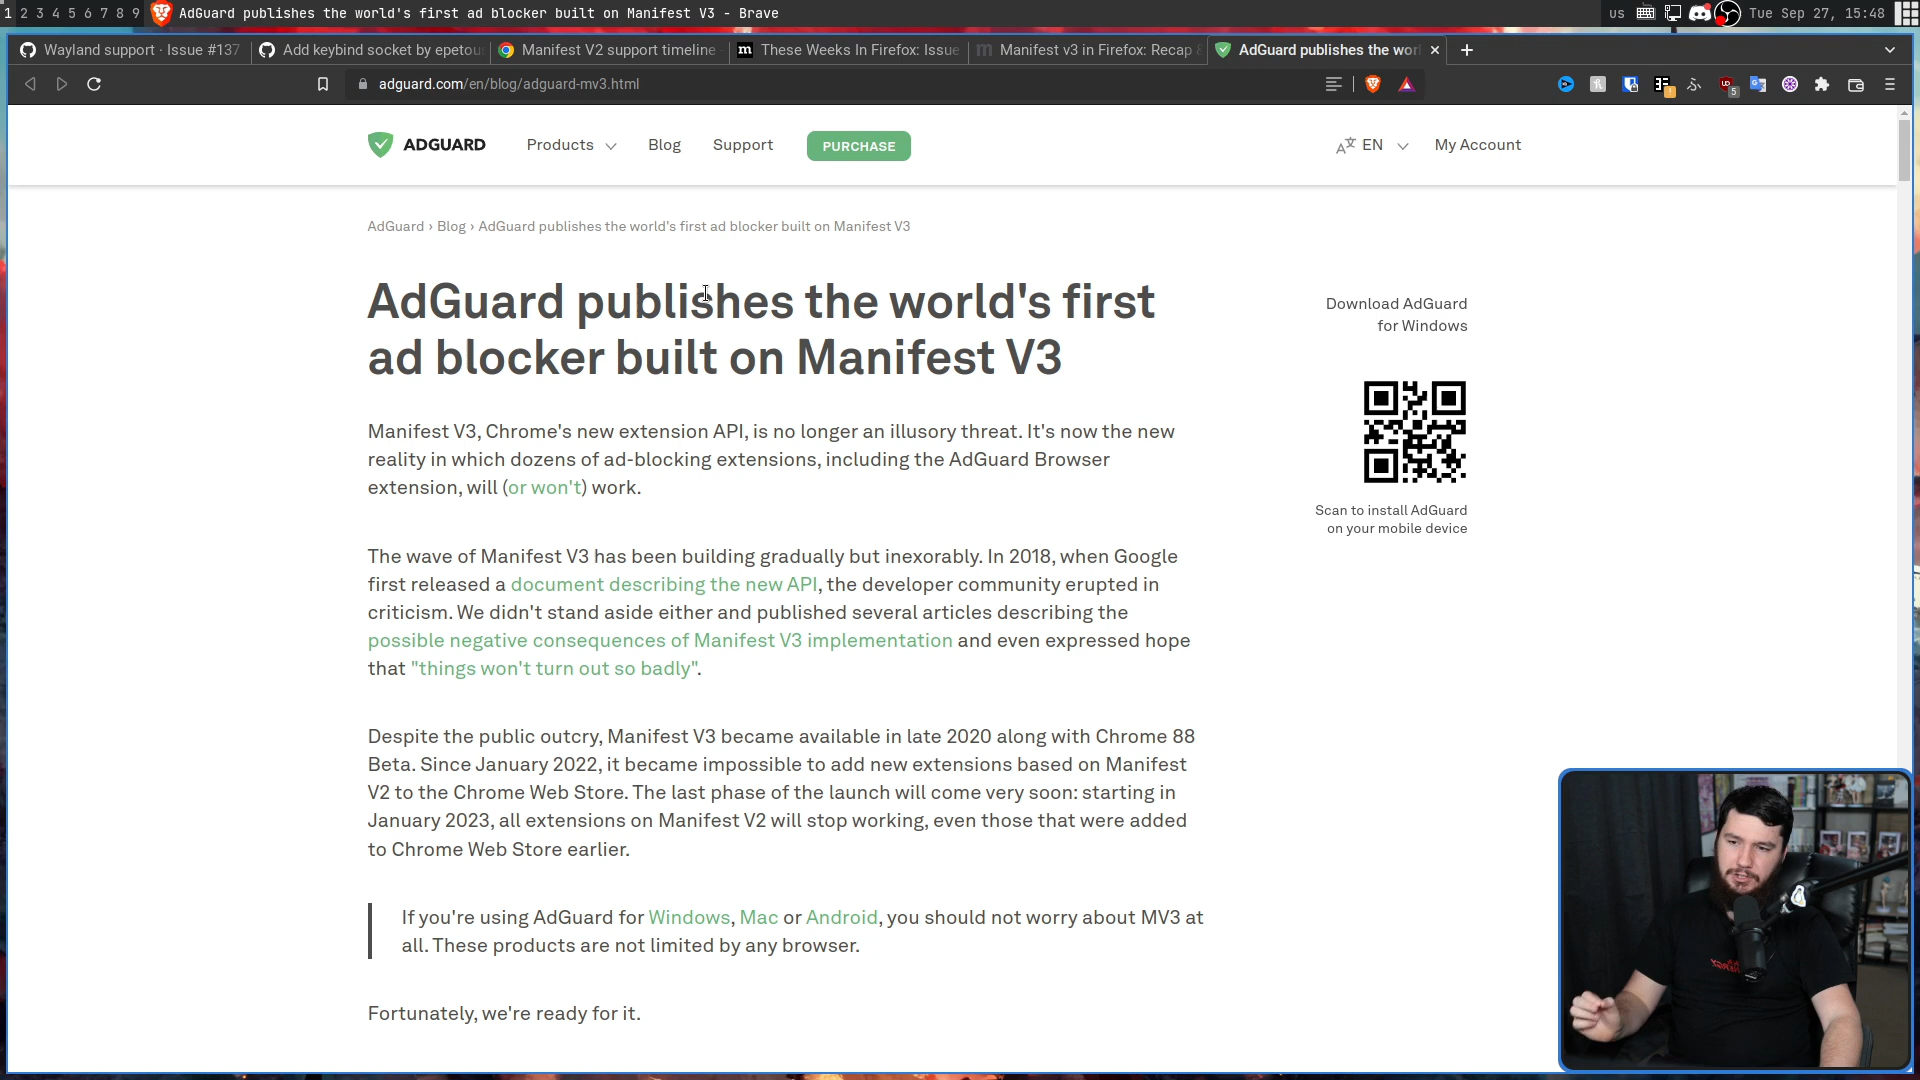 1 2 3 4 5 6 7 8 9 AdGuard publishes the world's first ad blocker built on Manifest V3 - Brave us Tue Sep 27, 15:48
Wayland support · Issue #137 Add keybind socket by epetou Manifest V2 support timeline These Weeks In Firefox: Issue Manifest v3 in Firefox: Recap & AdGuard publishes the wor
adguard.com/en/blog/adguard-mv3.html
ADGUARD Products Blog Support PURCHASE EN My Account
AdGuard › Blog › AdGuard publishes the world's first ad blocker built on Manifest V3
AdGuard publishes the world's first
ad blocker built on Manifest V3
Download AdGuard
for Windows
Scan to install AdGuard
on your mobile device
Manifest V3, Chrome's new extension API, is no longer an illusory threat. It's now the new
reality in which dozens of ad-blocking extensions, including the AdGuard Browser
extension, will (or won't) work.
The wave of Manifest V3 has been building gradually but inexorably. In 2018, when Google
first released a document describing the new API, the developer community erupted in
criticism. We didn't stand aside either and published several articles describing the
possible negative consequences of Manifest V3 implementation and even expressed hope
that "things won't turn out so badly".
Despite the public outcry, Manifest V3 became available in late 2020 along with Chrome 88
Beta. Since January 2022, it became impossible to add new extensions based on Manifest
V2 to the Chrome Web Store. The last phase of the launch will come very soon: starting in
January 2023, all extensions on Manifest V2 will stop working, even those that were added
to Chrome Web Store earlier.
If you're using AdGuard for Windows, Mac or Android, you should not worry about MV3 at
all. These products are not limited by any browser.
Fortunately, we're ready for it.